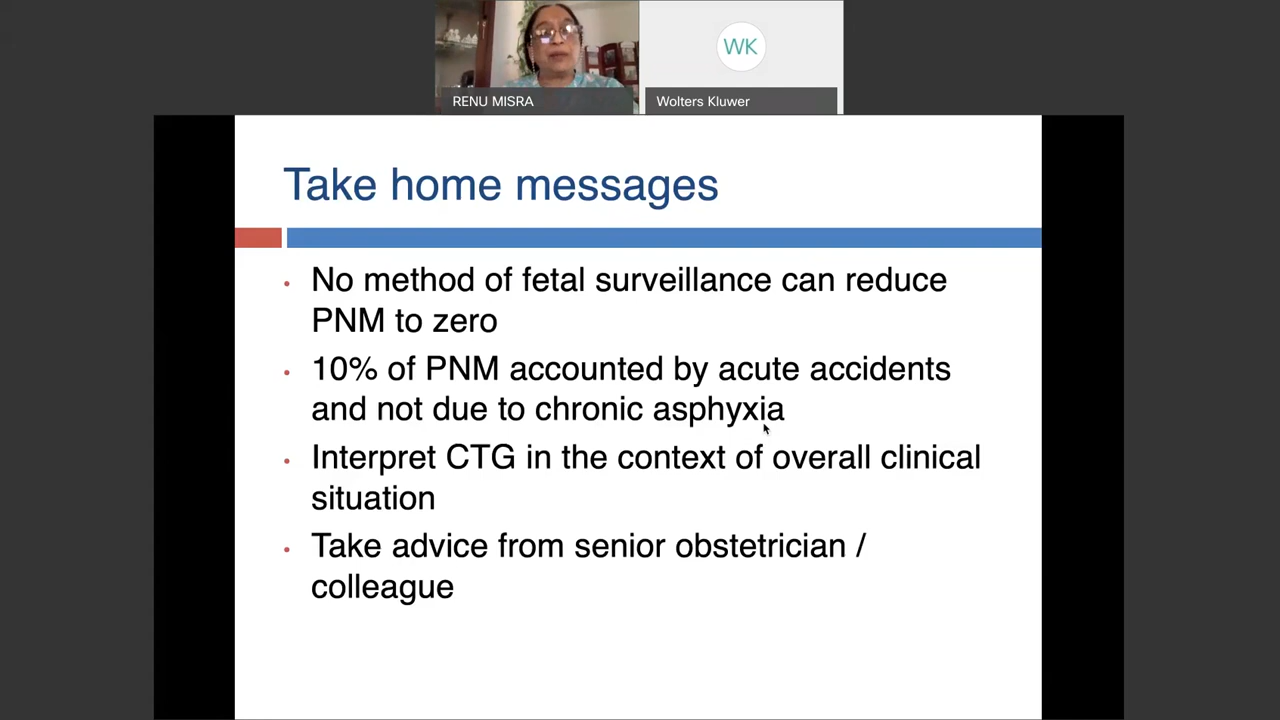 WK
RENU MISRA
Wolters Kluwer
Take home messages
• No method of fetal surveillance can reduce
PNM to zero
• 10% of PNM accounted by acute accidents
and not due to chronic asphyxia
• Interpret CTG in the context of overall clinical
situation
• Take advice from senior obstetrician /
colleague